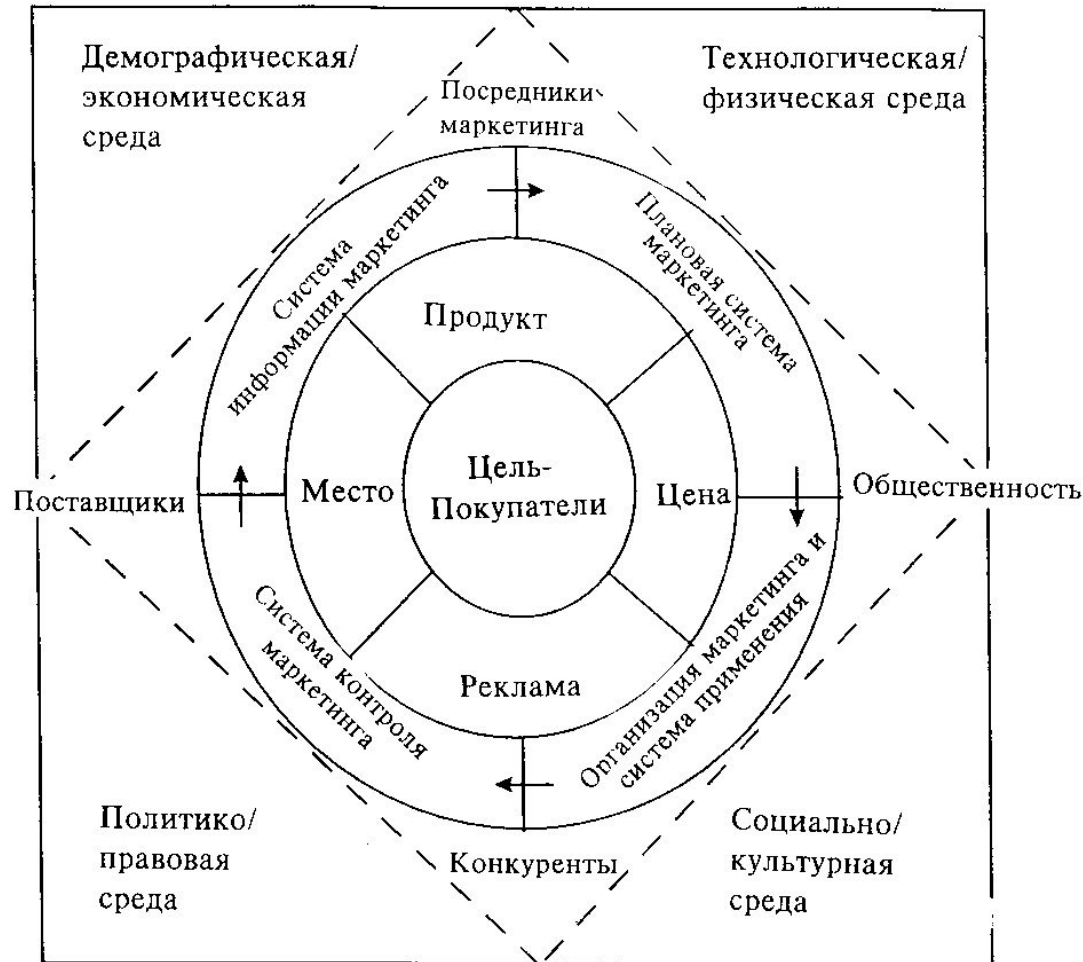 Демографическая/
экономическая
среда
Технологическая/
физическая среда
Посредники
маркетинга
Система
информации маркетинга
Плановая система
маркетинга
Продукт
Поставщики
Место
Цель-
Покупатели
Цена
Общественность
Система контроля
маркетинга
Реклама
Организация маркетинга и
система применения
Политико/
правовая
среда
Конкуренты
Социально/
культурная
среда